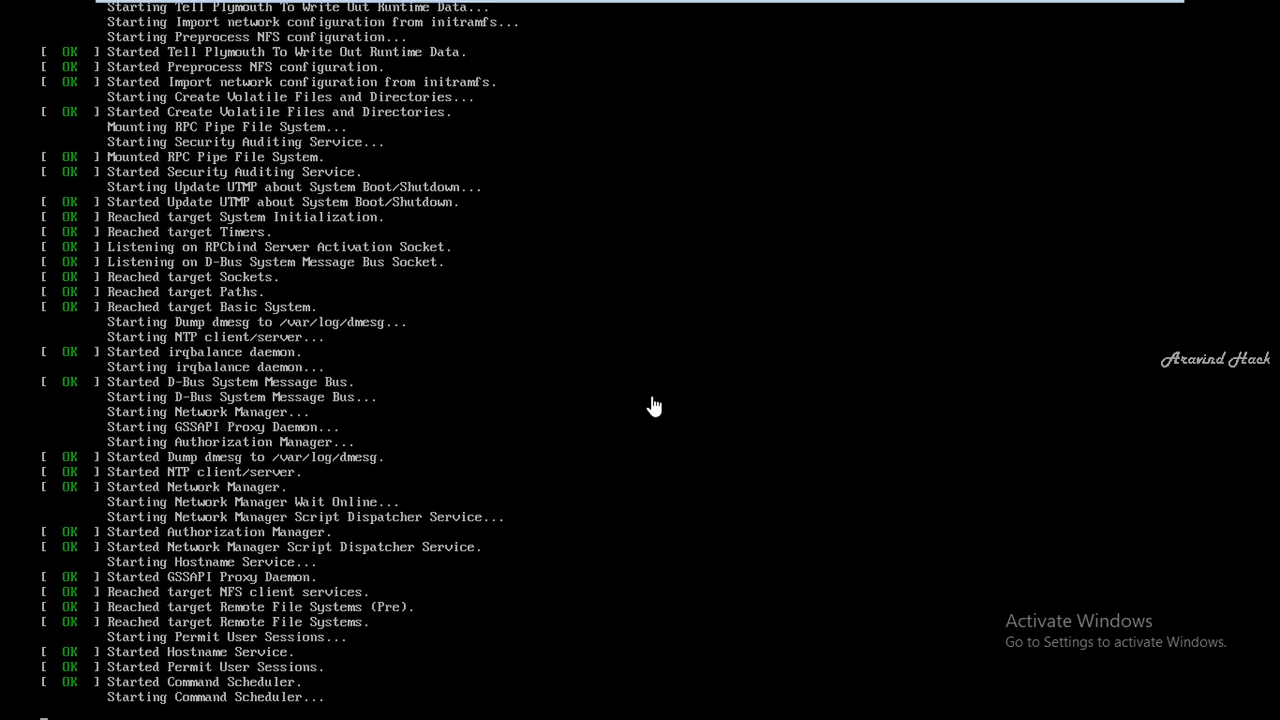 Starting Tell Plymouth To Write Out Runtime Data...
Starting Import network configuration from initramfs...
Starting Preprocess NFS configuration...
[  OK  ] Started Tell Plymouth To Write Out Runtime Data.
[  OK  ] Started Preprocess NFS configuration.
[  OK  ] Started Import network configuration from initramfs.
Starting Create Volatile Files and Directories...
[  OK  ] Started Create Volatile Files and Directories.
Mounting RPC Pipe File System...
Starting Security Auditing Service...
[  OK  ] Mounted RPC Pipe File System.
[  OK  ] Started Security Auditing Service.
Starting Update UTMP about System Boot/Shutdown...
[  OK  ] Started Update UTMP about System Boot/Shutdown.
[  OK  ] Reached target System Initialization.
[  OK  ] Reached target Timers.
[  OK  ] Listening on RPCbind Server Activation Socket.
[  OK  ] Listening on D-Bus System Message Bus Socket.
[  OK  ] Reached target Sockets.
[  OK  ] Reached target Paths.
[  OK  ] Reached target Basic System.
Starting Dump dmesg to /var/log/dmesg...
Starting NTP client/server...
[  OK  ] Started irqbalance daemon.
Starting irqbalance daemon...
[  OK  ] Started D-Bus System Message Bus.
Starting D-Bus System Message Bus...
Starting Network Manager...
Starting GSSAPI Proxy Daemon...
Starting Authorization Manager...
[  OK  ] Started Dump dmesg to /var/log/dmesg.
[  OK  ] Started NTP client/server.
[  OK  ] Started Network Manager.
Starting Network Manager Wait Online...
Starting Network Manager Script Dispatcher Service...
[  OK  ] Started Authorization Manager.
[  OK  ] Started Network Manager Script Dispatcher Service.
Starting Hostname Service...
[  OK  ] Started GSSAPI Proxy Daemon.
[  OK  ] Reached target NFS client services.
[  OK  ] Reached target Remote File Systems (Pre).
[  OK  ] Reached target Remote File Systems.
Starting Permit User Sessions...
[  OK  ] Started Hostname Service.
[  OK  ] Started Permit User Sessions.
[  OK  ] Started Command Scheduler.
Starting Command Scheduler...
Aravind Hack
Activate Windows
Go to Settings to activate Windows.